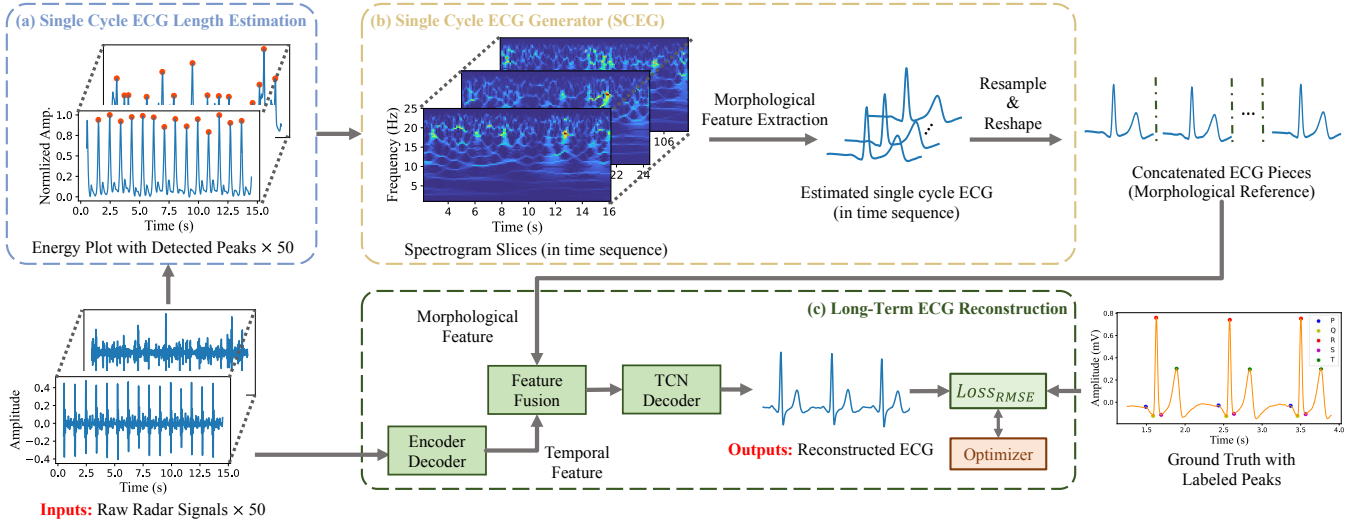 (a) Single Cycle ECG Length Estimation
Normlized Amp.
1.0
0.8
0.5
0.2
0.0
0.0 2.5 5.0 7.5 10.0 12.5 15.0
Time (s)
Energy Plot with Detected Peaks × 50
(b) Single Cycle ECG Generator (SCEG)
Frequency (Hz)
25
20
15
10
5
4 6 8 10 12 14 16
22 24
106
Time (s)
Spectrogram Slices (in time sequence)
Morphological
Feature Extraction
...
Estimated single cycle ECG
(in time sequence)
Resample
&
Reshape
...
Concatenated ECG Pieces
(Morphological Reference)
Amplitude
0.4
0.2
0.0
−0.2
−0.4
0.0 2.5 5.0 7.5 10.0 12.5 15.0
Time (s)
Inputs: Raw Radar Signals × 50
(c) Long-Term ECG Reconstruction
Morphological
Feature
Feature
Fusion
TCN
Decoder
Encoder
Decoder
Temporal
Feature
Outputs: Reconstructed ECG
Loss_RMSE
Optimizer
Amplitude (mV)
0.8
0.6
0.4
0.2
0.0
1.5 2.0 2.5 3.0 3.5 4.0
Time (s)
P
Q
R
S
T
Ground Truth with
Labeled Peaks